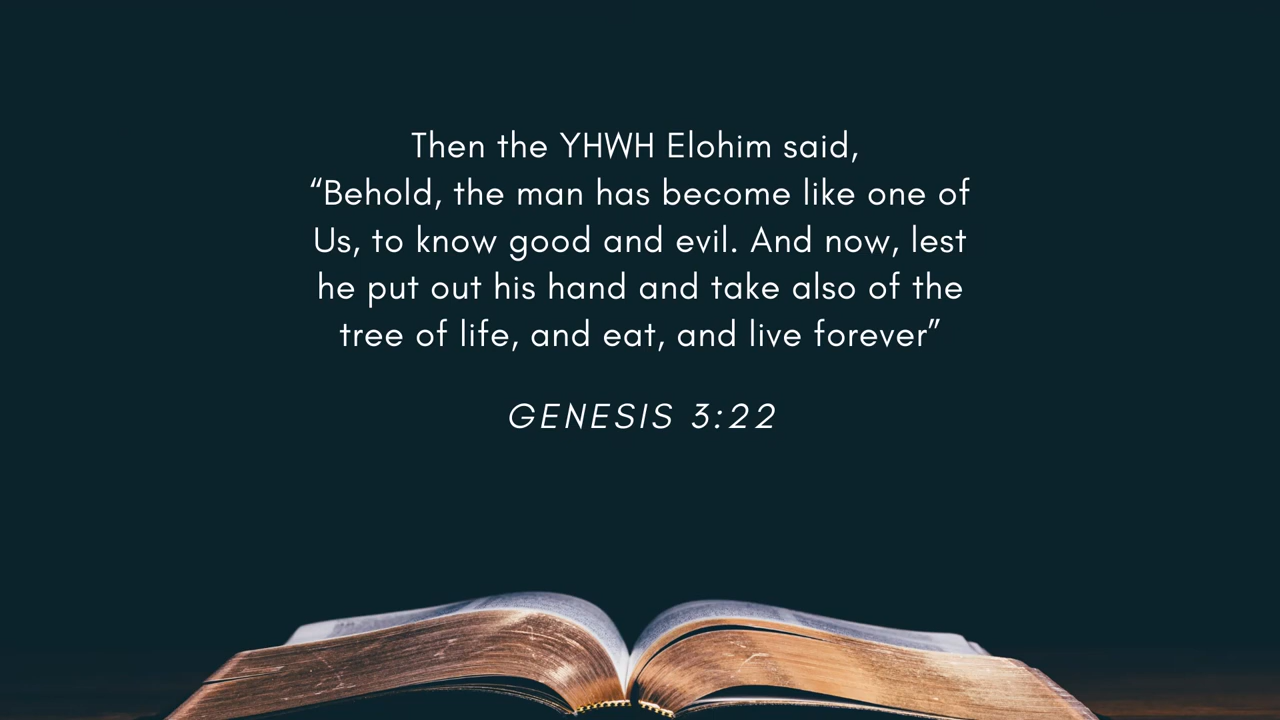 Then the YHWH Elohim said,
“Behold, the man has become like one of
Us, to know good and evil. And now, lest
he put out his hand and take also of the
tree of life, and eat, and live forever”
GENESIS 3:22